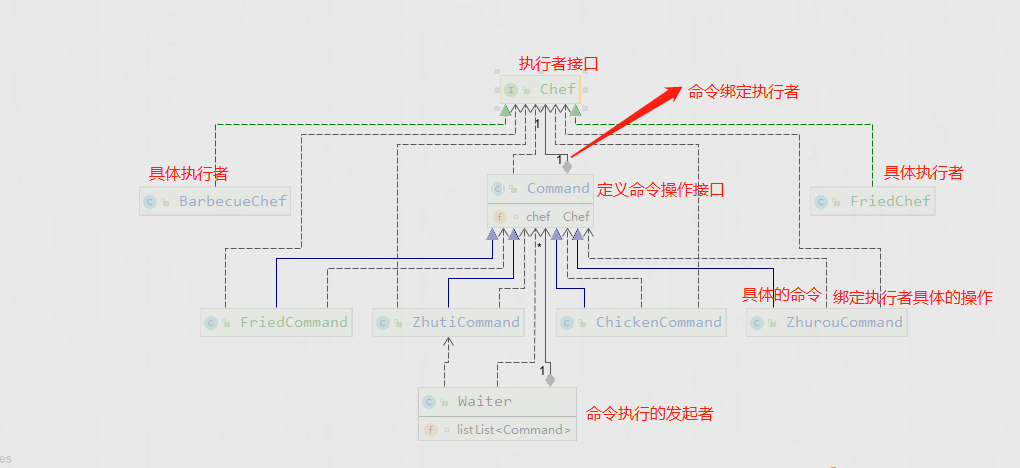 执行者接口
Chef
命令绑定执行者
1
1
具体执行者
具体执行者
BarbecueChef
Command
定义命令操作接口
FriedChef
chef Chef
*
具体的命令
绑定执行者具体的操作
FriedCommand
ZhutiCommand
ChickenCommand
ZhurouCommand
1
Waiter
命令执行的发起者
listList<Command>
es